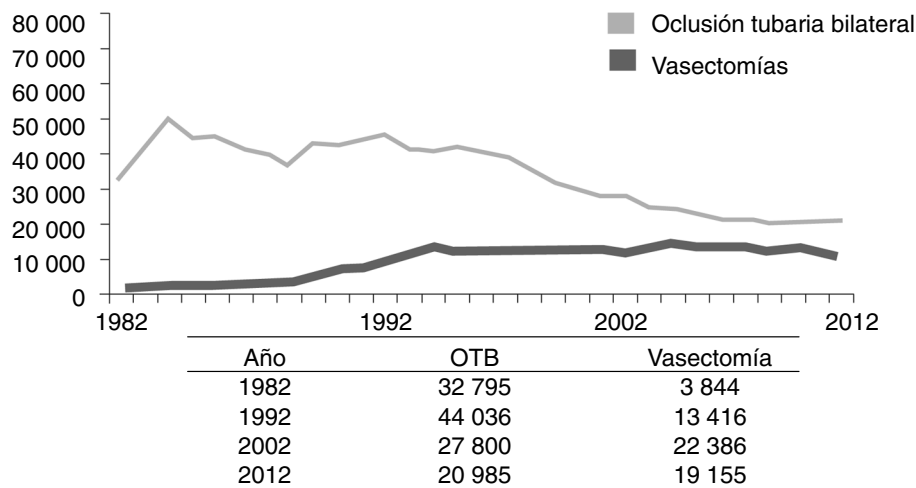 80 000
70 000
60 000
50 000
40 000
30 000
20 000
10 000
0
Oclusión tubaria bilateral
Vasectomías
1982 1992 2002 2012
Año OTB Vasectomía
1982 32 795 3 844
1992 44 036 13 416
2002 27 800 22 386
2012 20 985 19 155